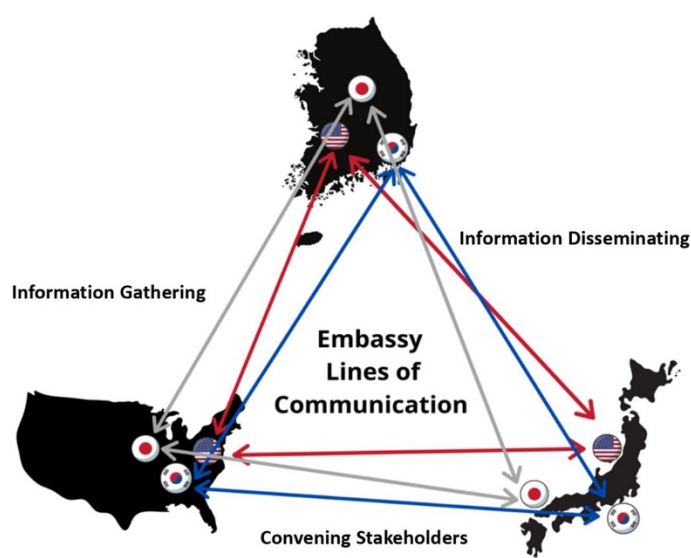 Information Disseminating
Information Gathering
Embassy
Lines of
Communication
Convening Stakeholders